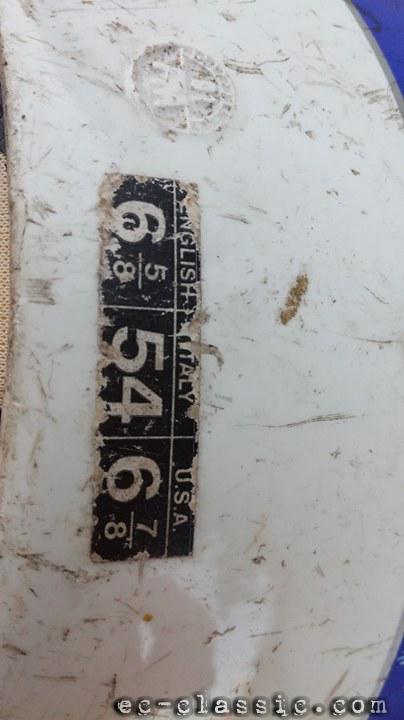 ENGLISH ITALY U.S.A.
6 5/8 54 6 7/8
ec-classic.com